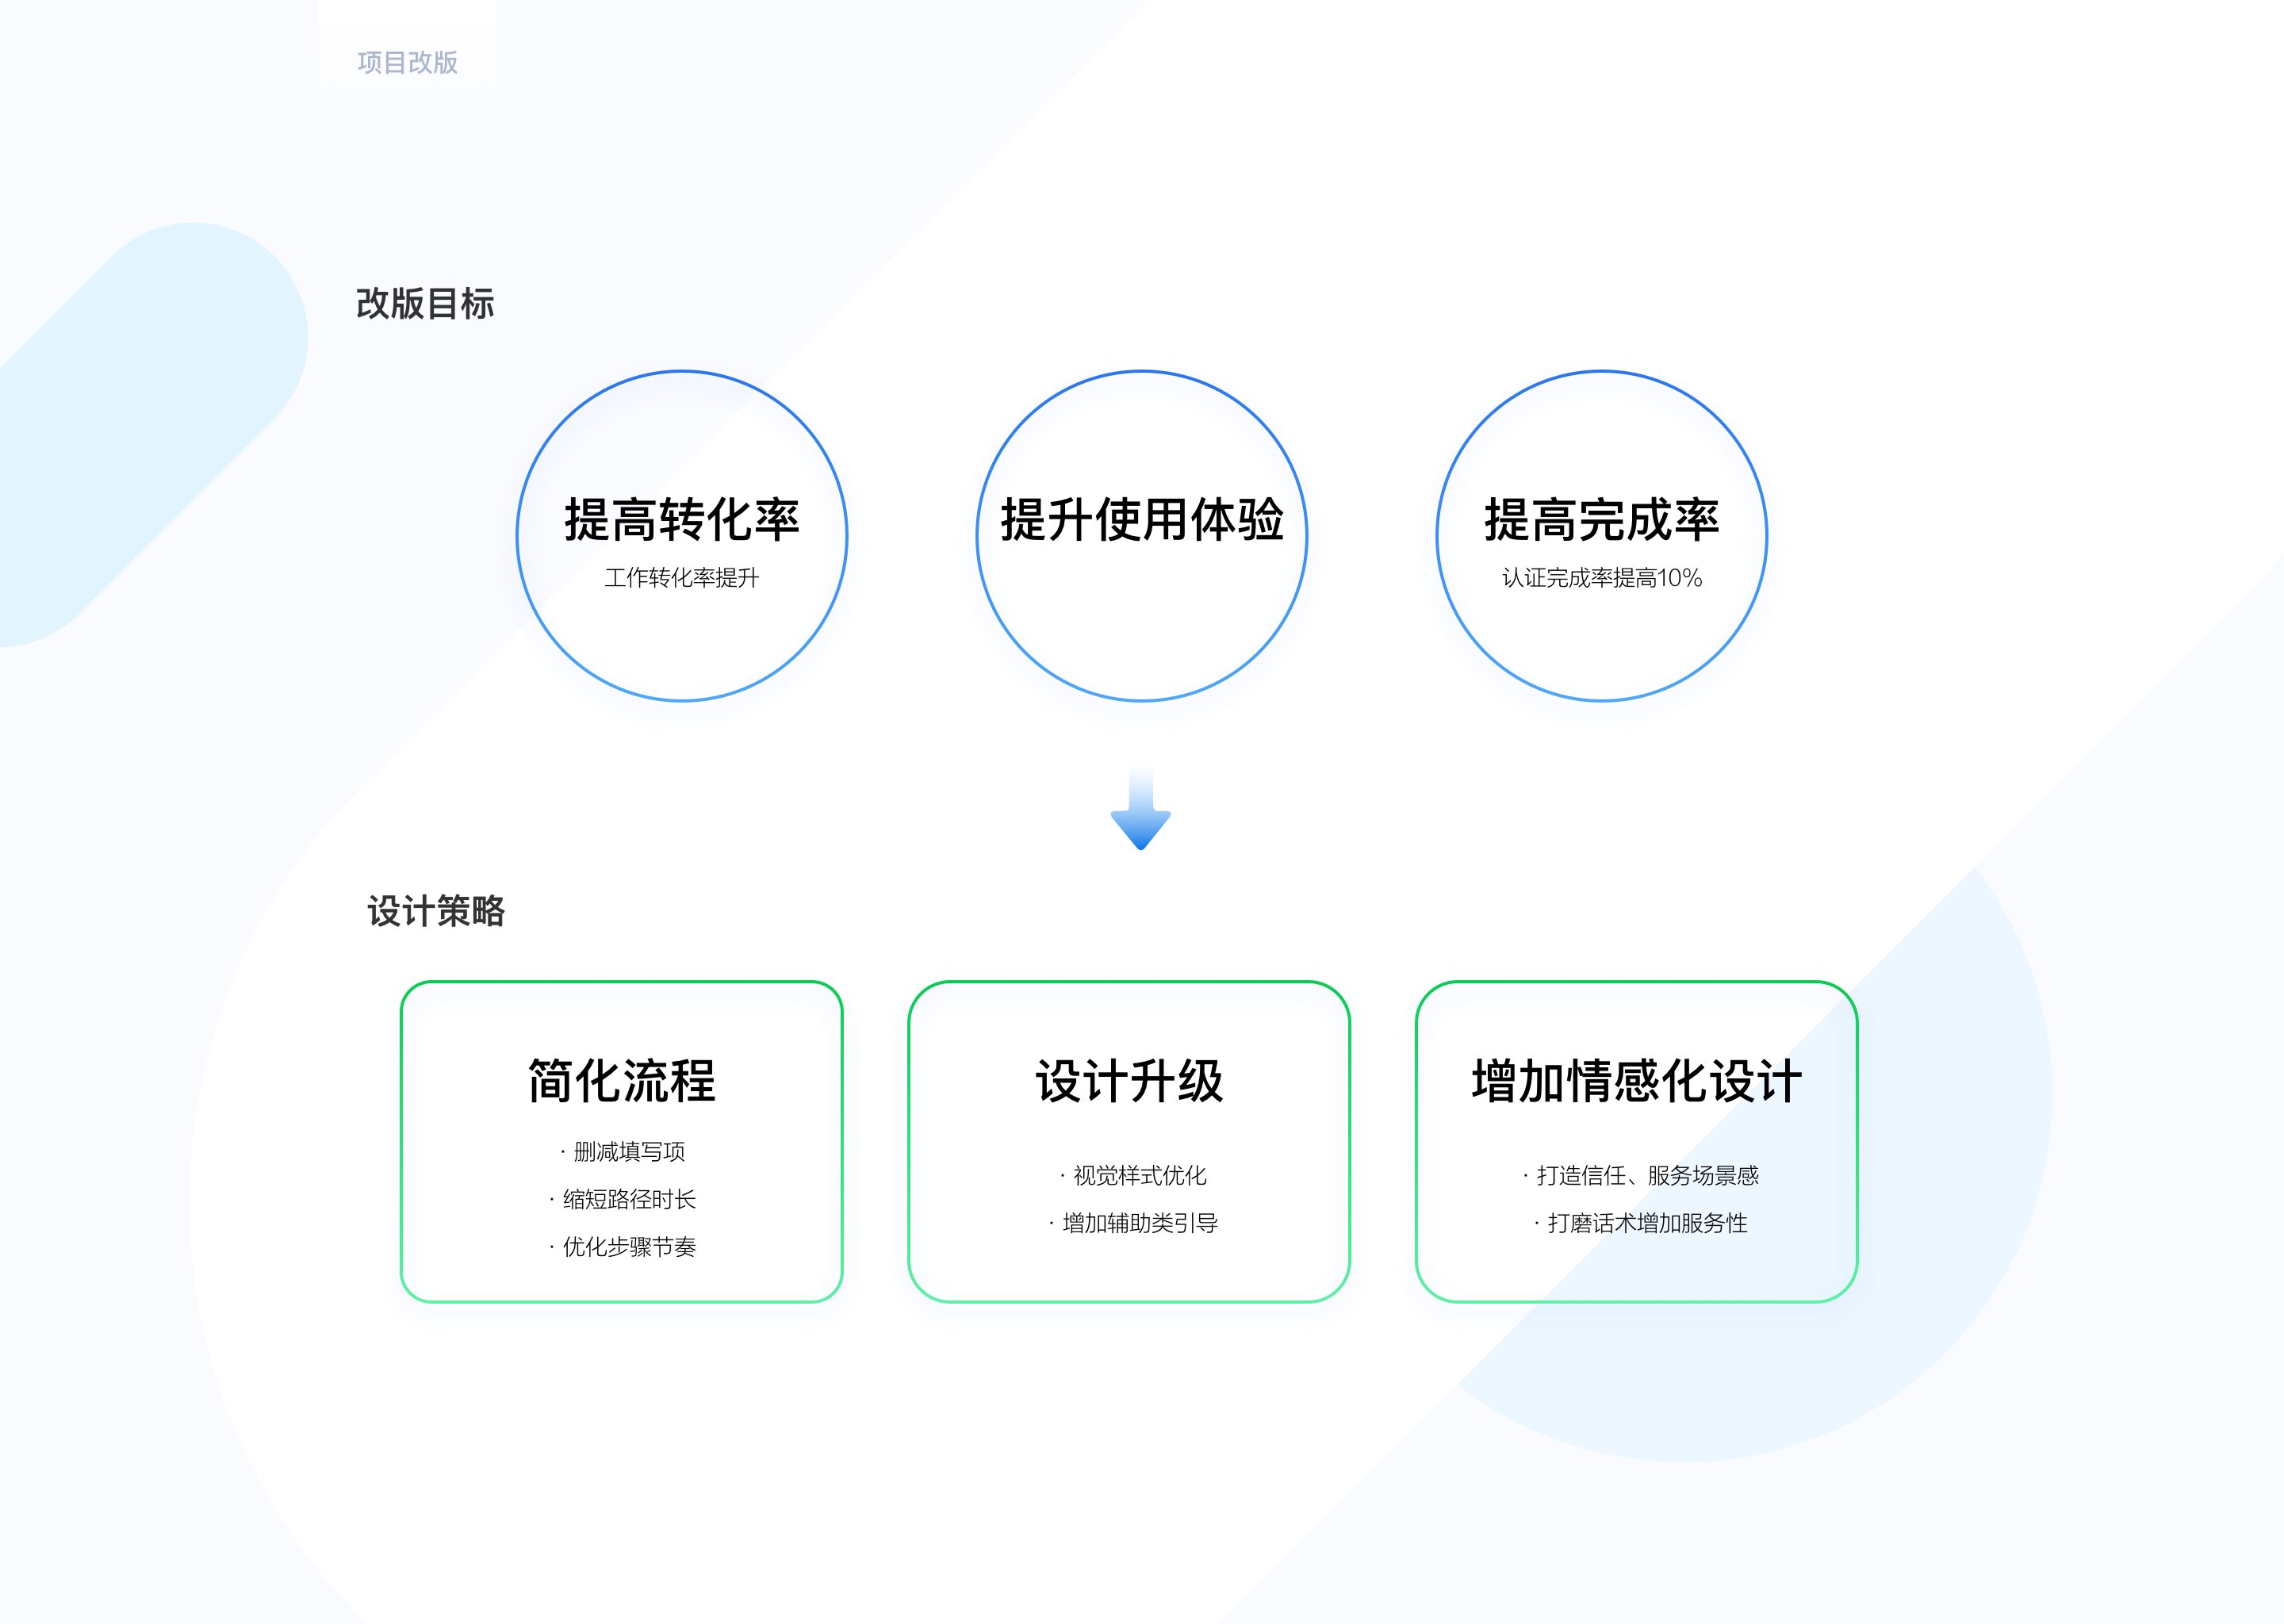 项目改版
改版目标
提高转化率
工作转化率提升
提升使用体验
提高完成率
认证完成率提高10%
设计策略
简化流程
· 删减填写项
· 缩短路径时长
· 优化步骤节奏
设计升级
· 视觉样式优化
· 增加辅助类引导
增加情感化设计
· 打造信任、服务场景感
· 打磨话术增加服务性